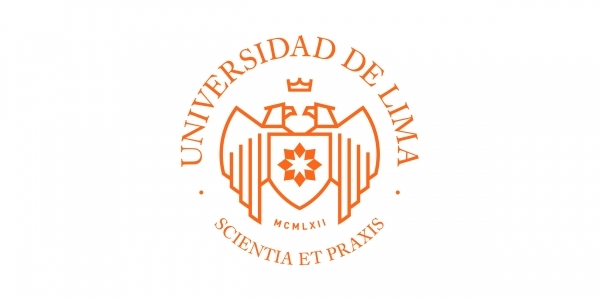 UNIVERSIDAD DE LIMA
MCMLXII
SCIENTIA ET PRAXIS